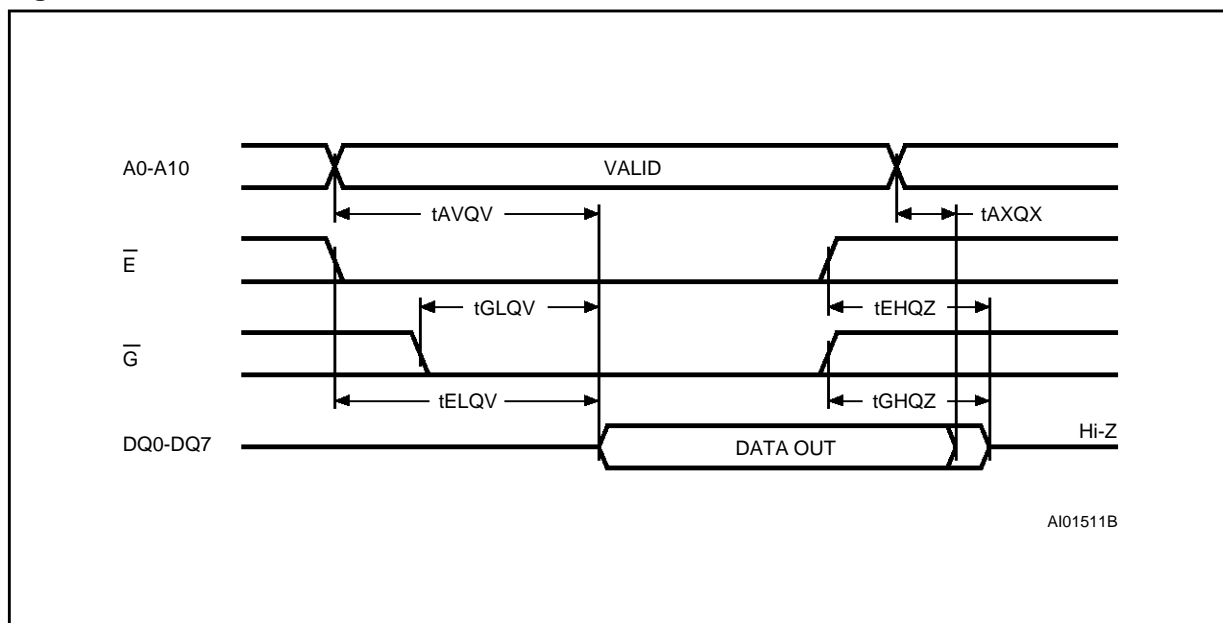 A0-A10
VALID
tAVQV
tAXQX
E
tGLQV
tEHQZ
G
tELQV
tGHQZ
DQ0-DQ7
DATA OUT
Hi-Z
AI01511B